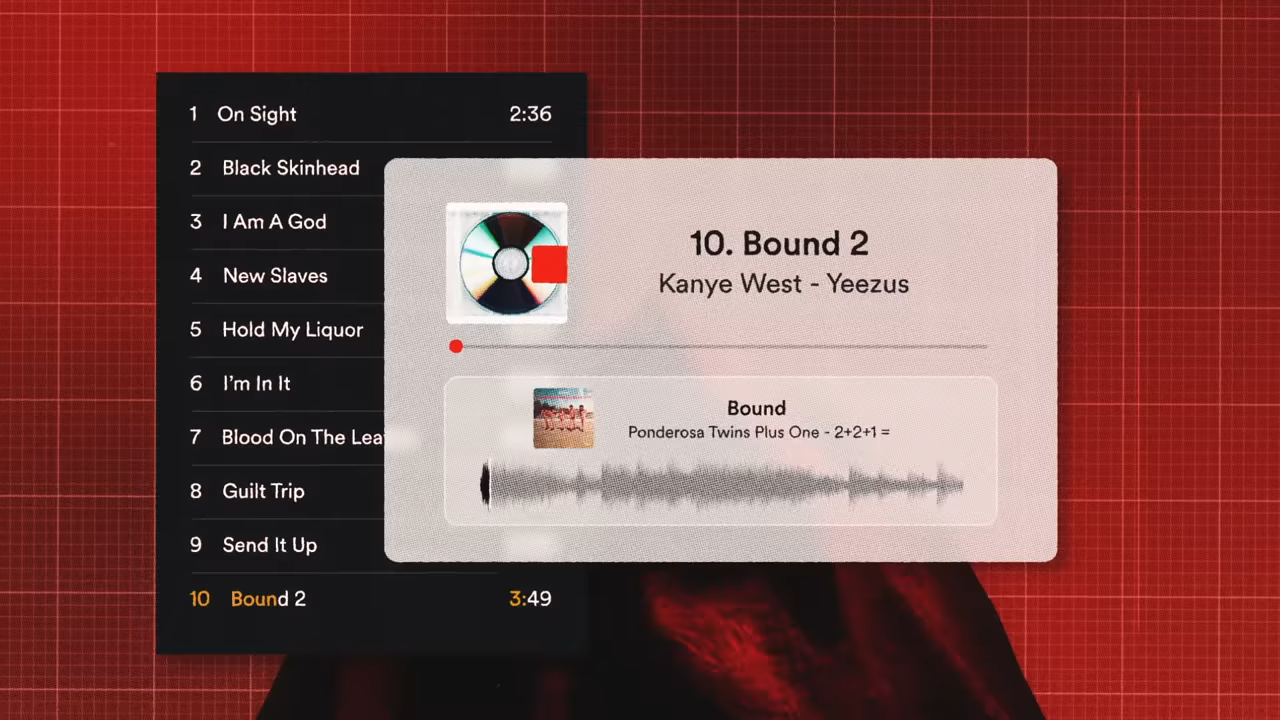 1 On Sight 2:36
2 Black Skinhead
3 I Am A God
4 New Slaves
5 Hold My Liquor
6 I'm In It
7 Blood On The Lea
8 Guilt Trip
9 Send It Up
10 Bound 2 3:49
10. Bound 2
Kanye West - Yeezus
Bound
Ponderosa Twins Plus One - 2+2+1 =